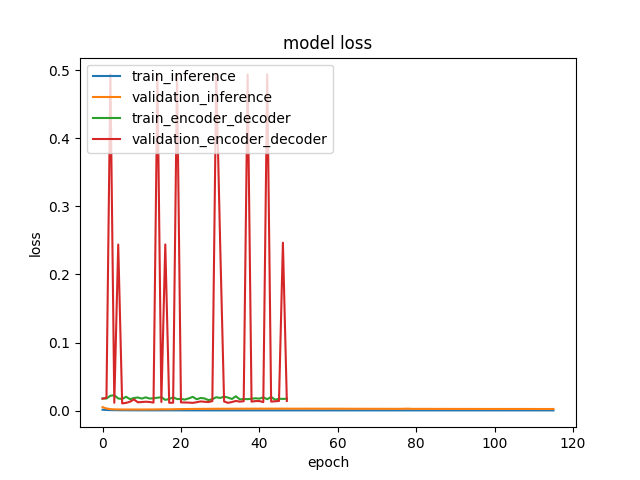 model loss
train_inference
validation_inference
train_encoder_decoder
validation_encoder_decoder
0.5
0.4
0.3
0.2
0.1
0.0
loss
0 20 40 60 80 100 120
epoch